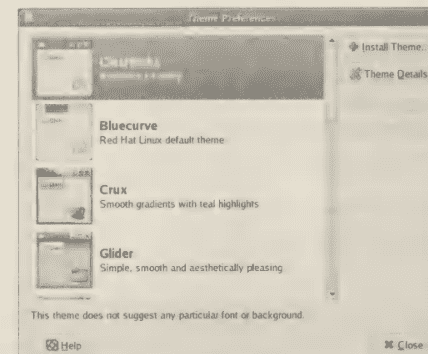 Theme Preferences
Install Theme..
Theme Details
Bluecurve
Red Hat Linux default theme
Crux
Smooth gradients with teal highlights
Glider
Simple, smooth and aesthetically pleasing
This theme does not suggest any particular font or background.
Help
Close